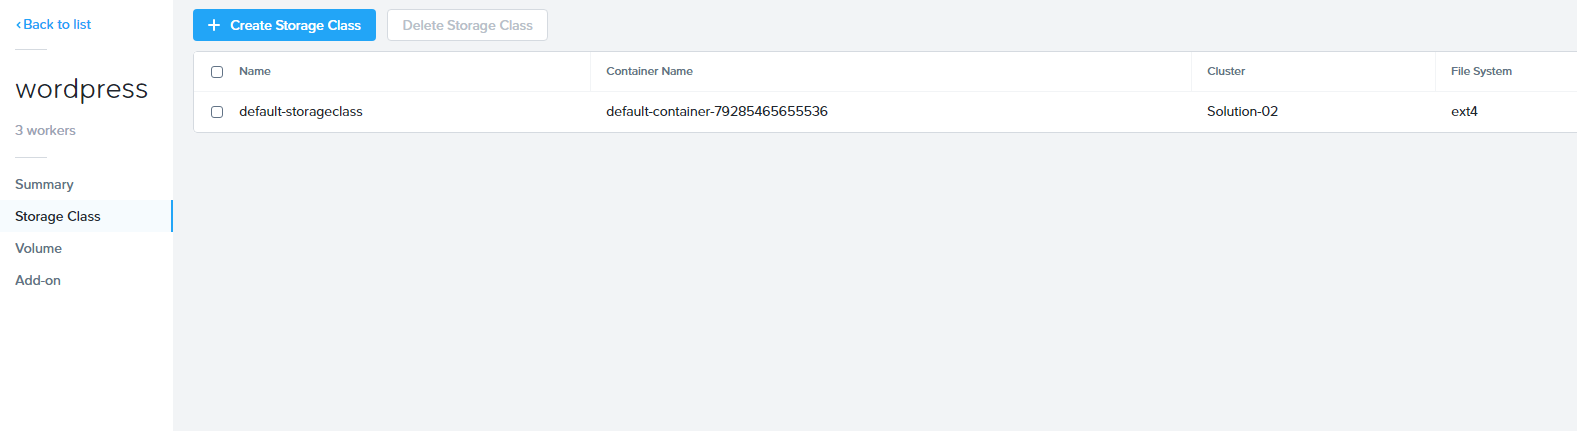 ‹Back to list
wordpress
3 workers
Summary
Storage Class
Volume
Add-on
+ Create Storage Class
Delete Storage Class
Name Container Name Cluster File System
default-storageclass default-container-79285465655536 Solution-02 ext4